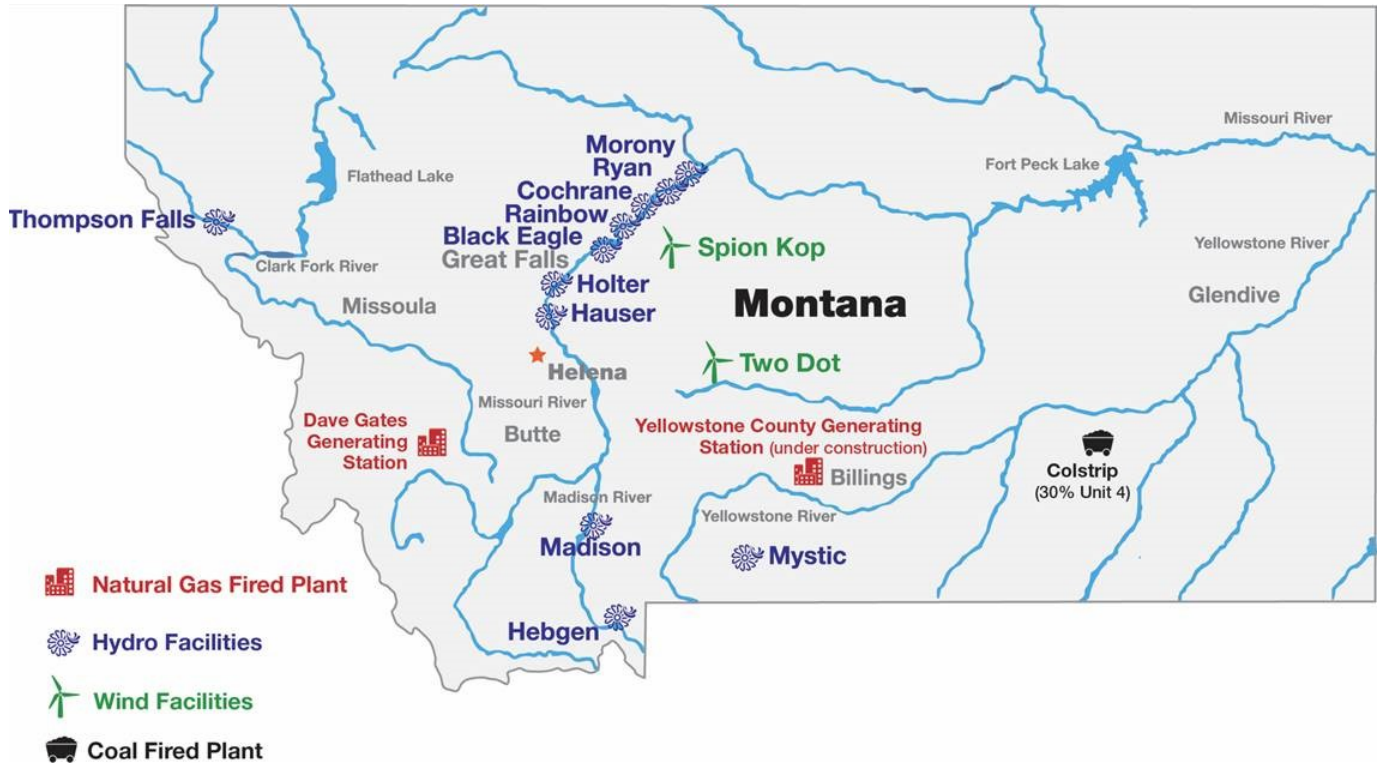 Missouri River
Morony
Ryan
Fort Peck Lake
Flathead Lake
Cochrane
Thompson Falls
Rainbow
Black Eagle
Great Falls
Spion Kop
Yellowstone River
Clark Fork River
Holter
Glendive
Missoula
Hauser
Montana
Two Dot
Helena
Missouri River
Dave Gates
Generating
Station
Butte
Yellowstone County Generating
Station (under construction)
Billings
Colstrip
(30% Unit 4)
Madison River
Yellowstone River
Madison
Mystic
Hebgen
Natural Gas Fired Plant
Hydro Facilities
Wind Facilities
Coal Fired Plant